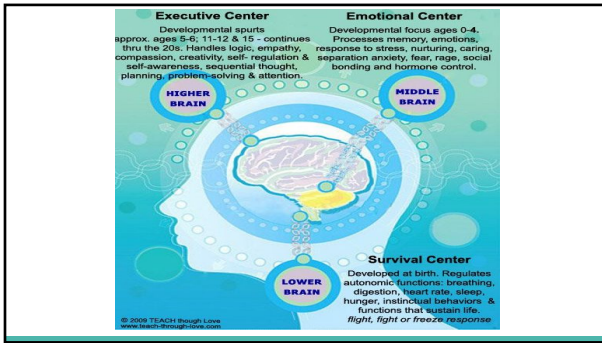 Executive Center
Developmental spurts
approx. ages 5-6; 11-12 & 15 - continues
thru the 20s. Handles logic, empathy,
compassion, creativity, self- regulation &
self-awareness, sequential thought,
planning, problem-solving & attention.
HIGHER
BRAIN
Emotional Center
Developmental focus ages 0-4.
Processes memory, emotions,
response to stress, nurturing, caring,
separation anxiety, fear, rage, social
bonding and hormone control.
MIDDLE
BRAIN
LOWER
BRAIN
Survival Center
Developed at birth. Regulates
autonomic functions: breathing,
digestion, heart rate, sleep,
hunger, instinctual behaviors &
functions that sustain life.
flight, fight or freeze response
© 2009 TEACH though Love
www.teach-through-love.com